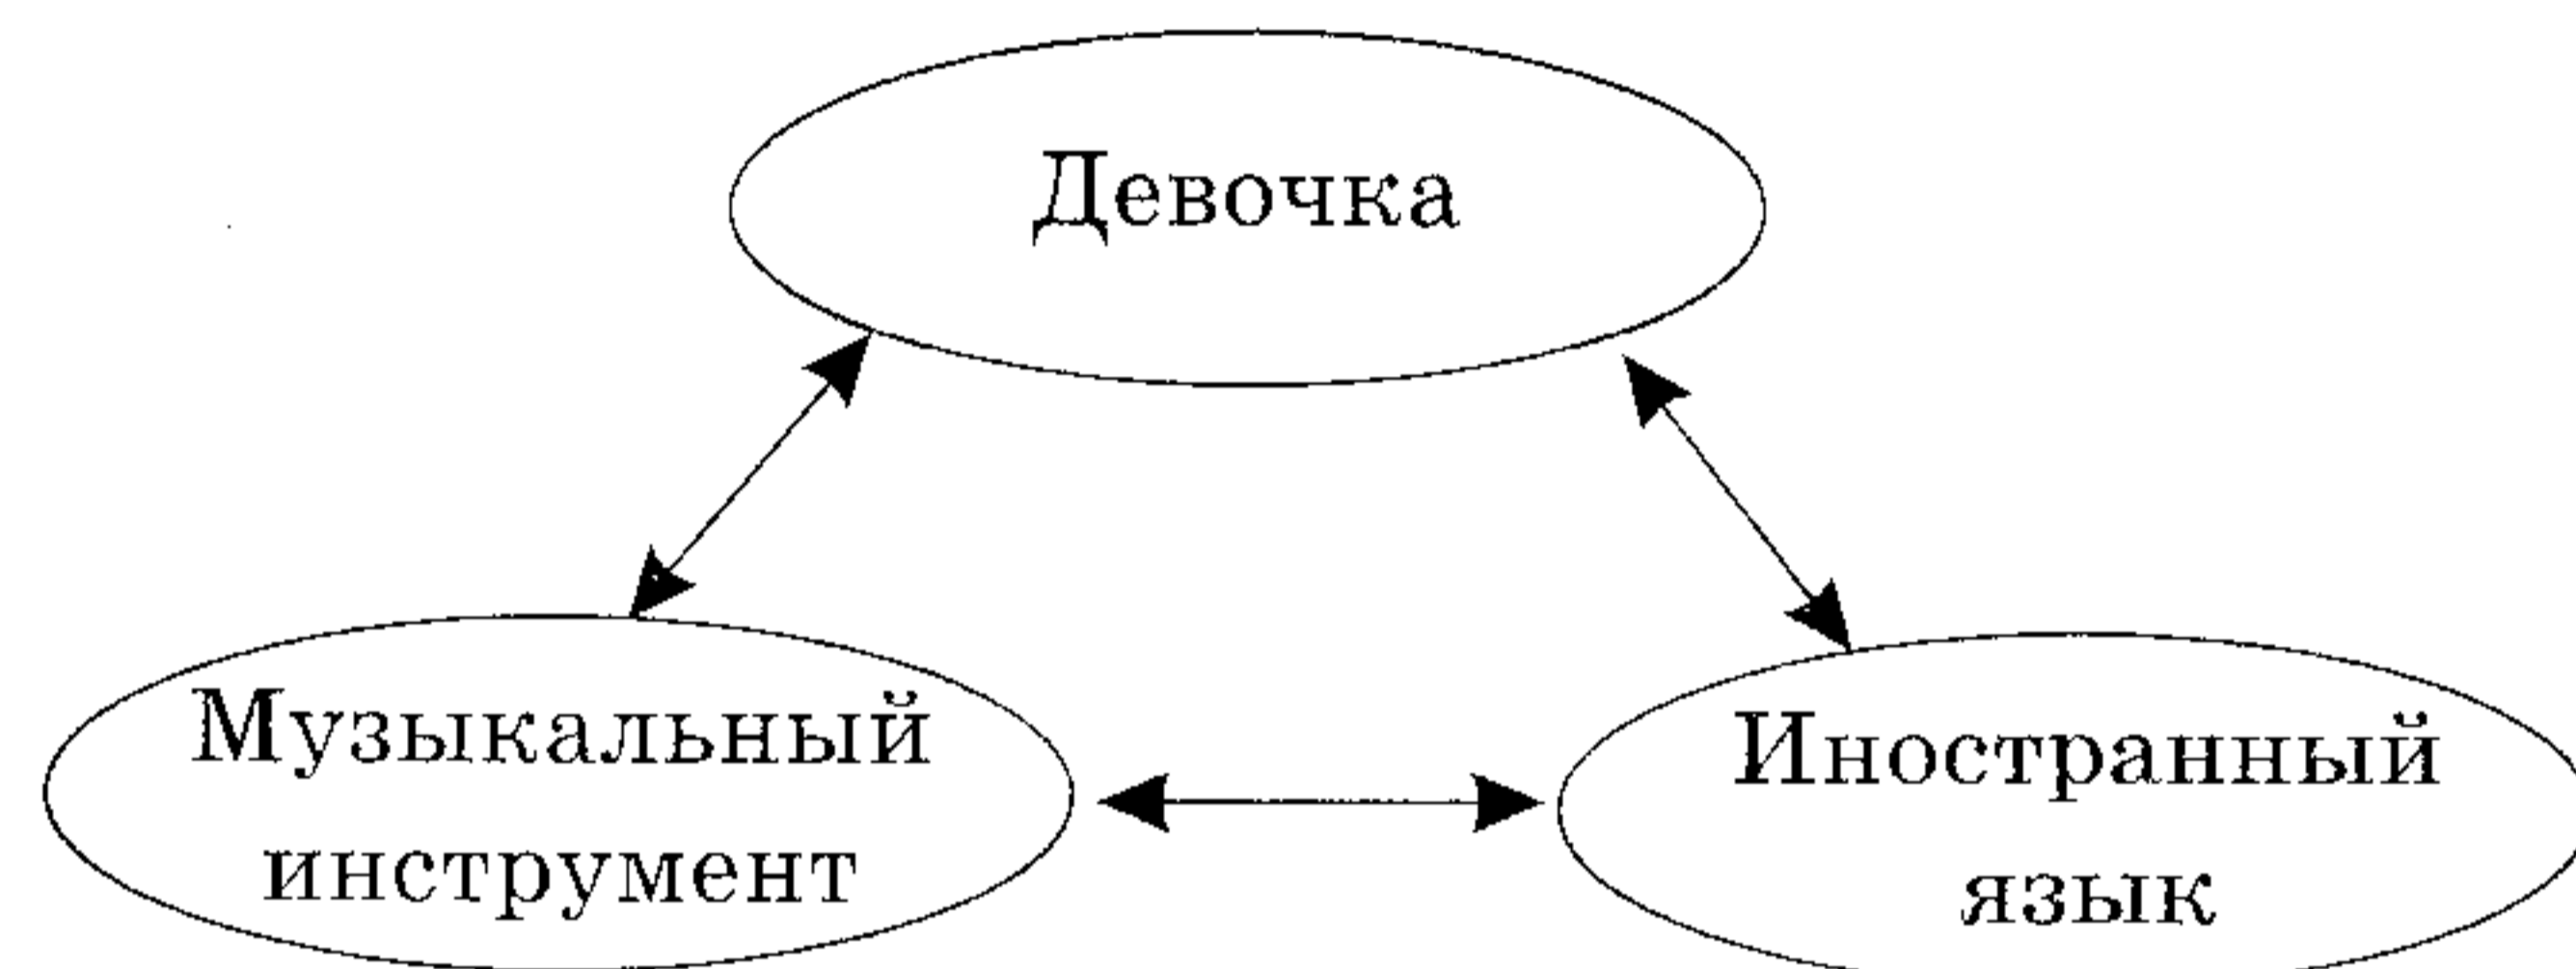 Девочка
Музыкальный
инструмент
Иностранный
язык